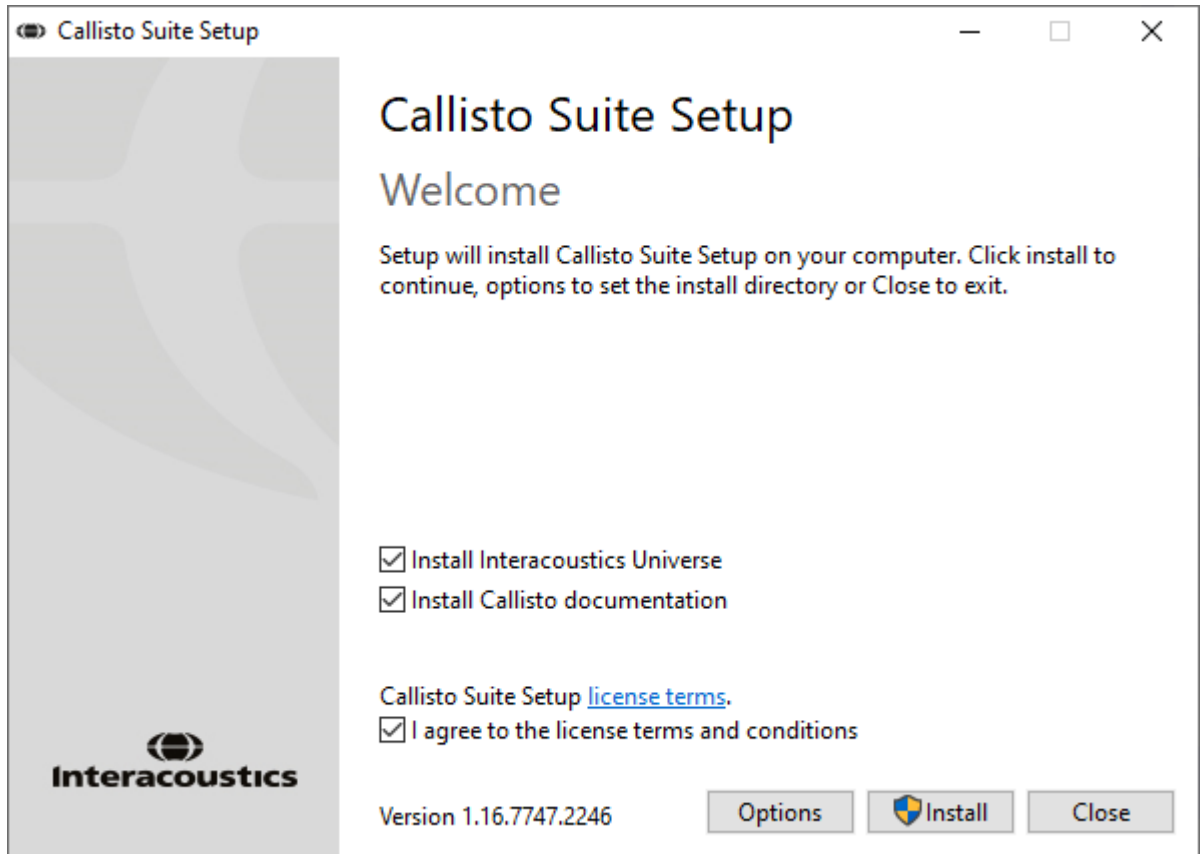 Callisto Suite Setup
Callisto Suite Setup
Welcome
Setup will install Callisto Suite Setup on your computer. Click install to
continue, options to set the install directory or Close to exit.
Install Interacoustics Universe
Install Callisto documentation
Callisto Suite Setup license terms.
I agree to the license terms and conditions
Interacoustics
Version 1.16.7747.2246
Options
Install
Close